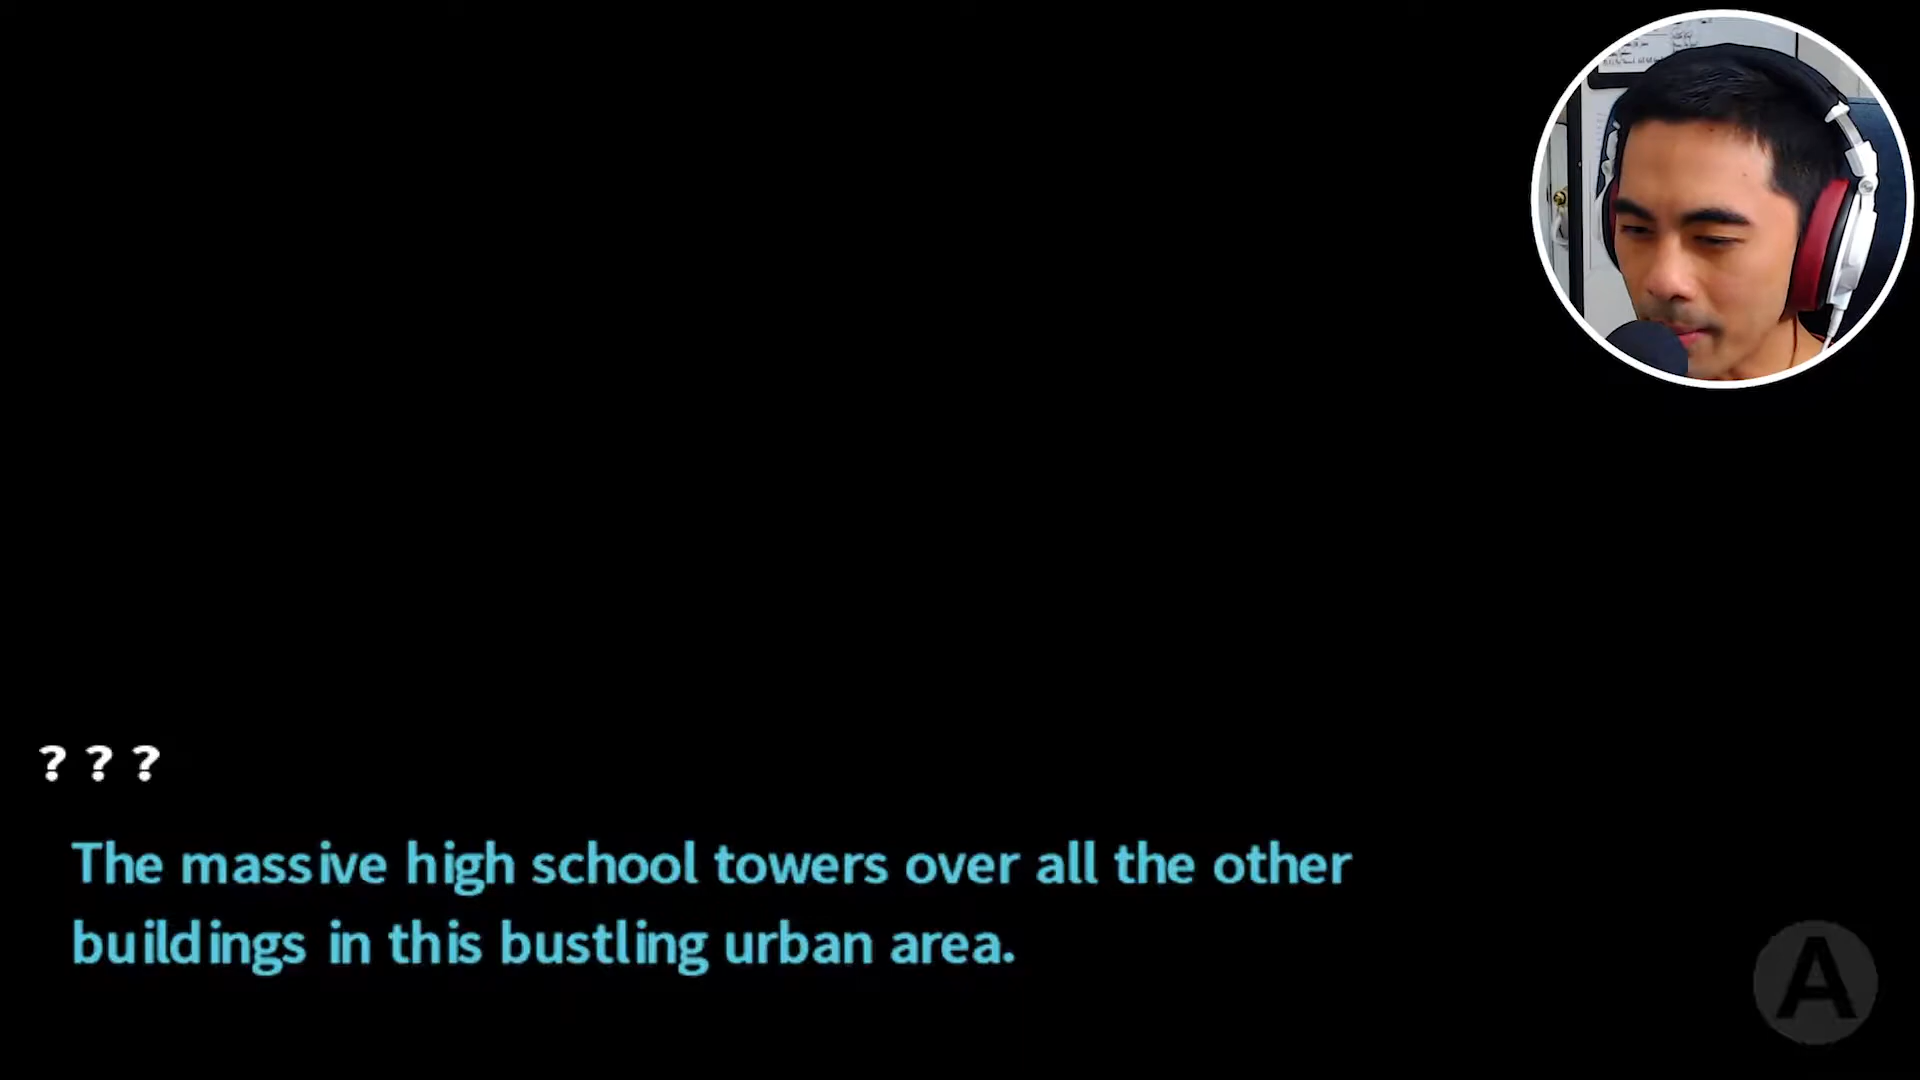 ? ? ?
The massive high school towers over all the other
buildings in this bustling urban area.
A